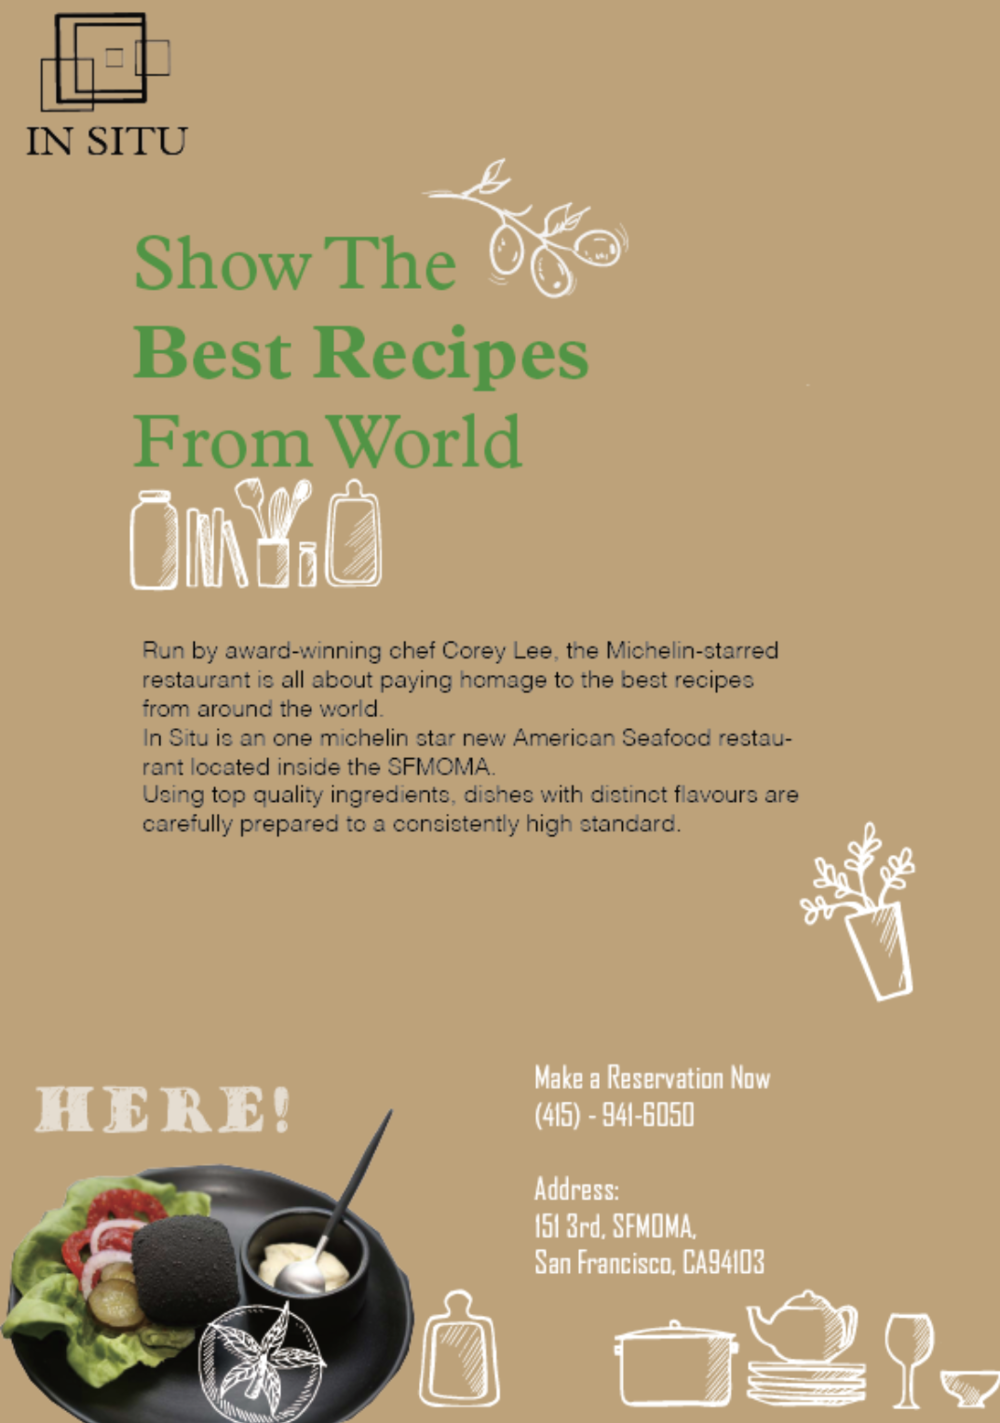 IN SITU
Show The
Best Recipes
From World
Run by award-winning chef Corey Lee, the Michelin-starred
restaurant is all about paying homage to the best recipes
from around the world.
In Situ is an one michelin star new American Seafood restau-
rant located inside the SFMOMA.
Using top quality ingredients, dishes with distinct flavours are
carefully prepared to a consistently high standard.
HERE!
Make a Reservation Now
(415) - 941-6050
Address:
151 3rd, SFMOMA,
San Francisco, CA94103